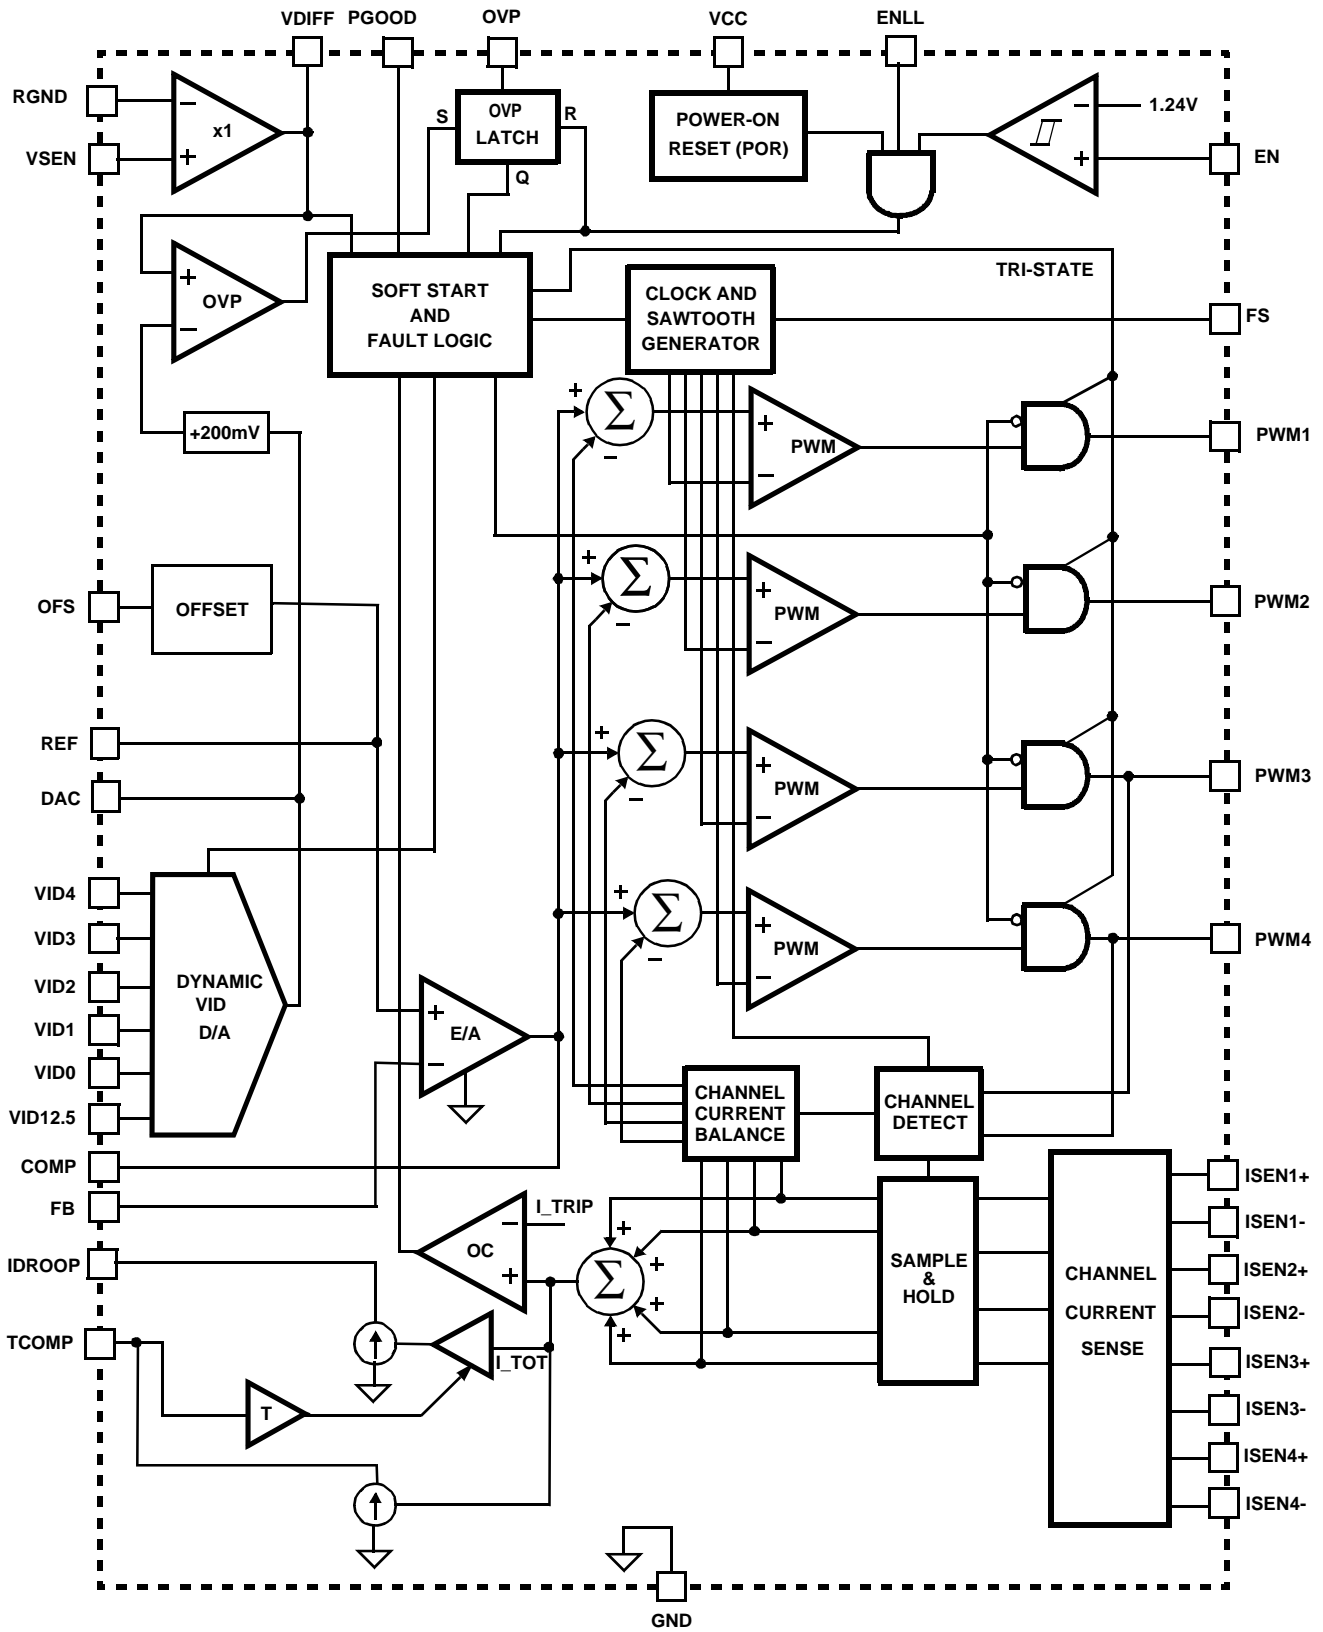 VDIFF PGOOD OVP VCC ENLL
RGND
x1
VSEN
S
OVP
LATCH
R
Q
POWER-ON
RESET (POR)
1.24V
EN
OVP
SOFT START
AND
FAULT LOGIC
CLOCK AND
SAWTOOTH
GENERATOR
TRI-STATE
FS
+200mV
Σ
PWM
PWM1
OFS
OFFSET
Σ
PWM
PWM2
REF
DAC
Σ
PWM
PWM3
VID4
VID3
VID2
VID1
VID0
VID12.5
DYNAMIC
VID
D/A
Σ
PWM
PWM4
E/A
CHANNEL
CURRENT
BALANCE
CHANNEL
DETECT
COMP
FB
IDROOP
TCOMP
I_TRIP
OC
Σ
I_TOT
T
SAMPLE
&
HOLD
CHANNEL
CURRENT
SENSE
ISEN1+
ISEN1-
ISEN2+
ISEN2-
ISEN3+
ISEN3-
ISEN4+
ISEN4-
GND